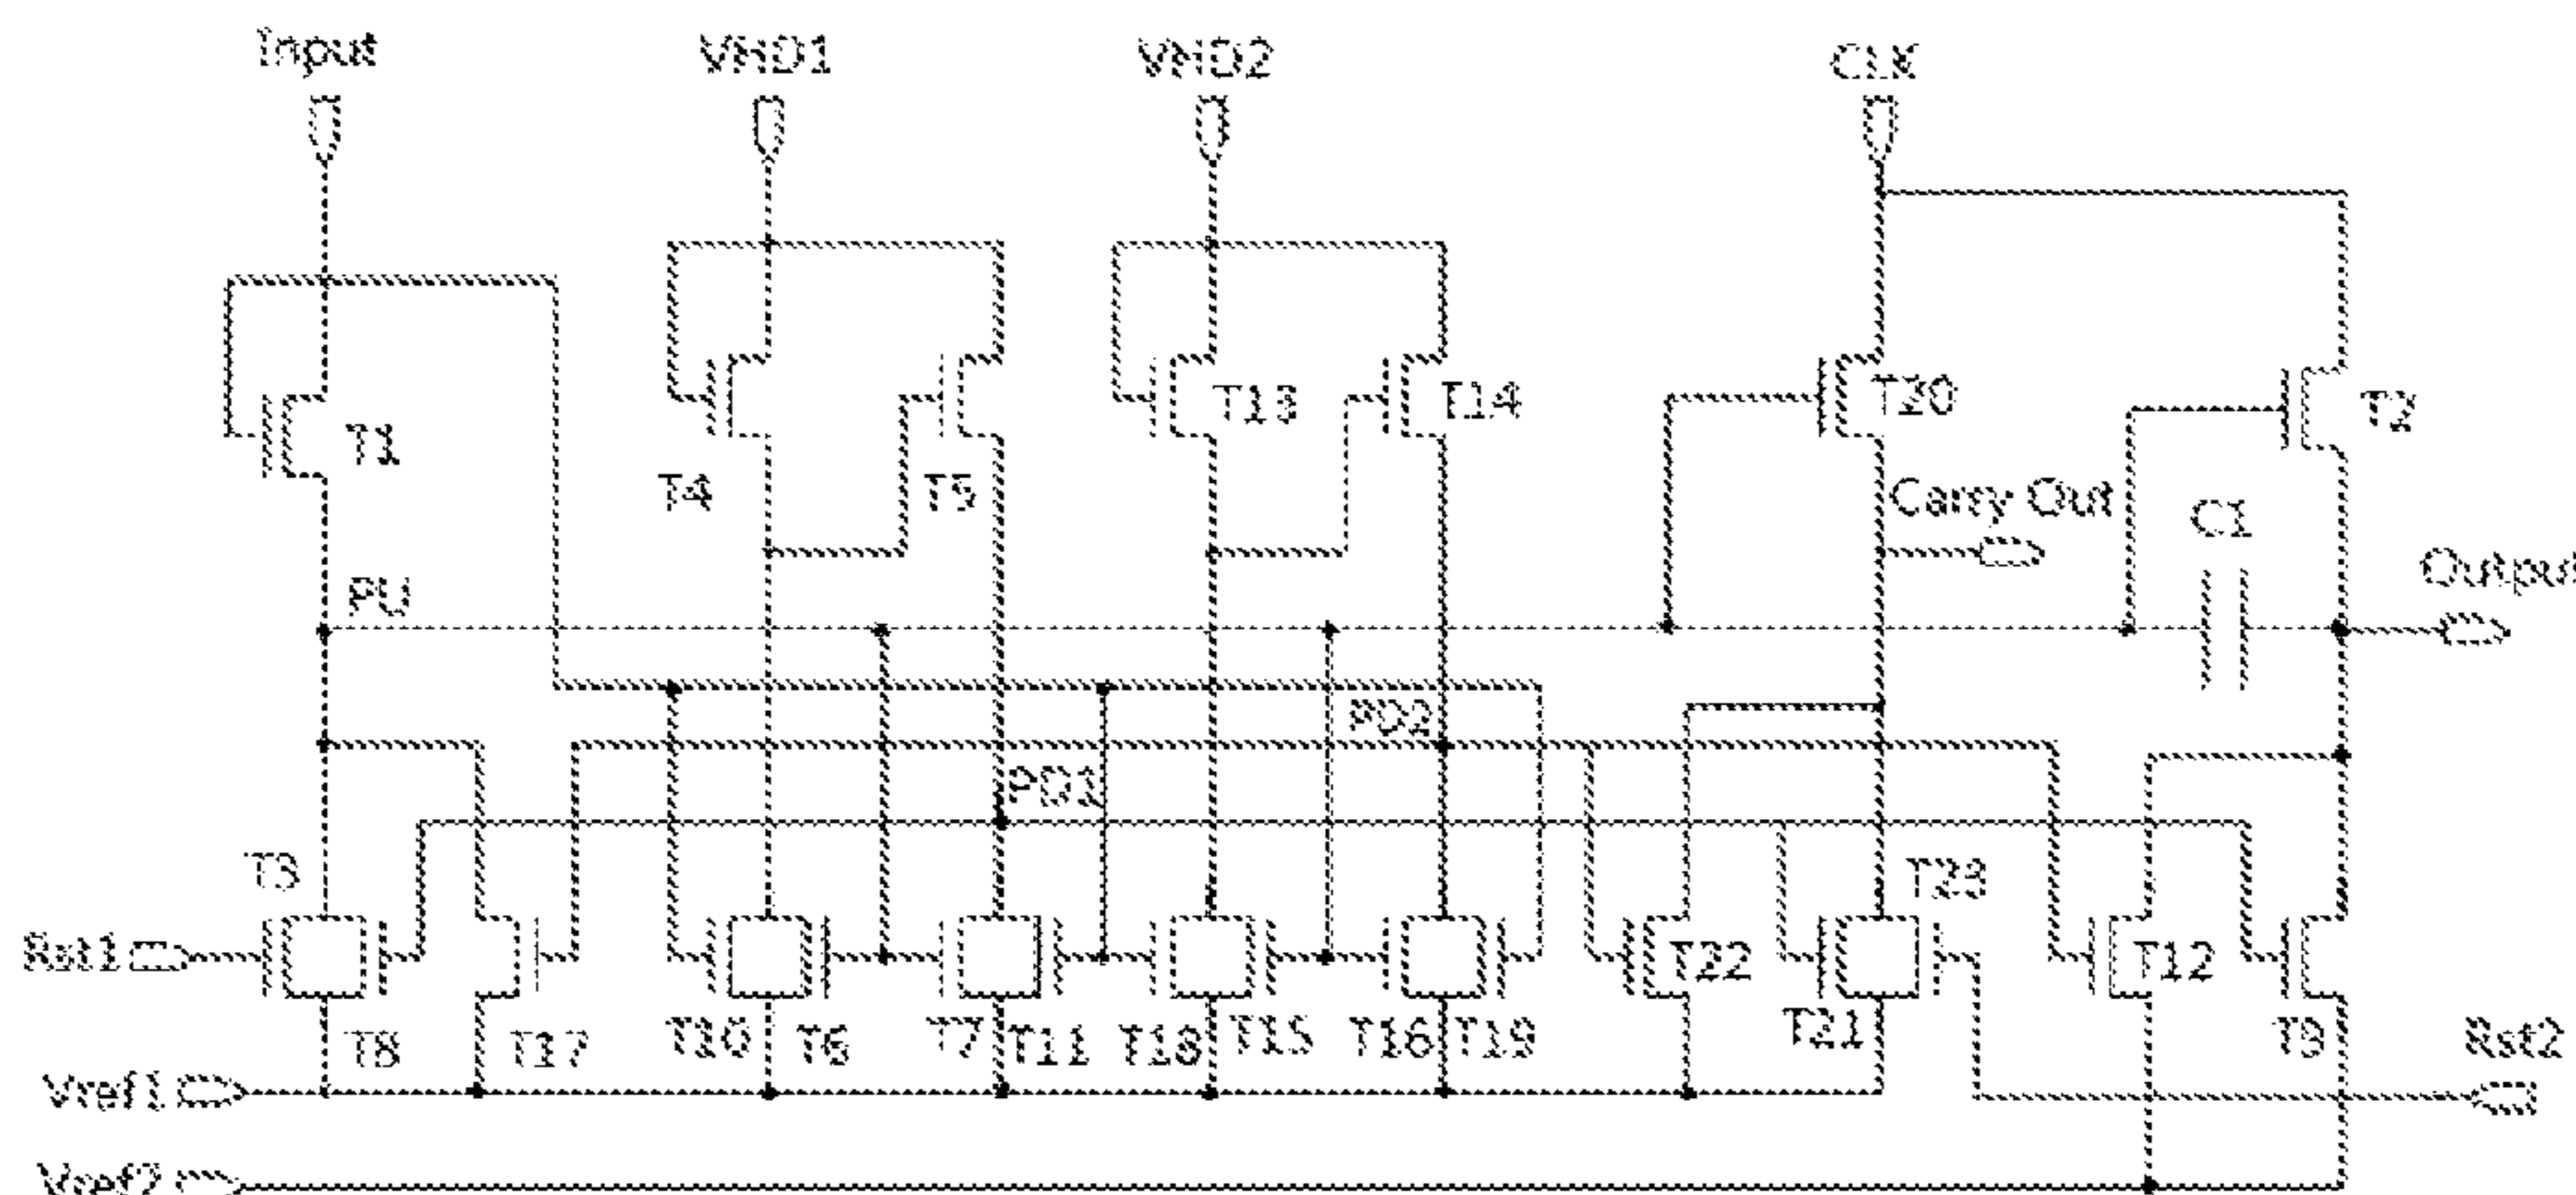 Input VHD1 VHD2 CLK
T1 T4 T5 T13 T14 T20 T2
Carry Out C1
PU Output
PD2
PD1
T3 T23
Rst1 T22 T12
T8 T17 T10 T6 T7 T11 T18 T15 T16 T19 T21 T9 Rst2
Vref1
Vref2